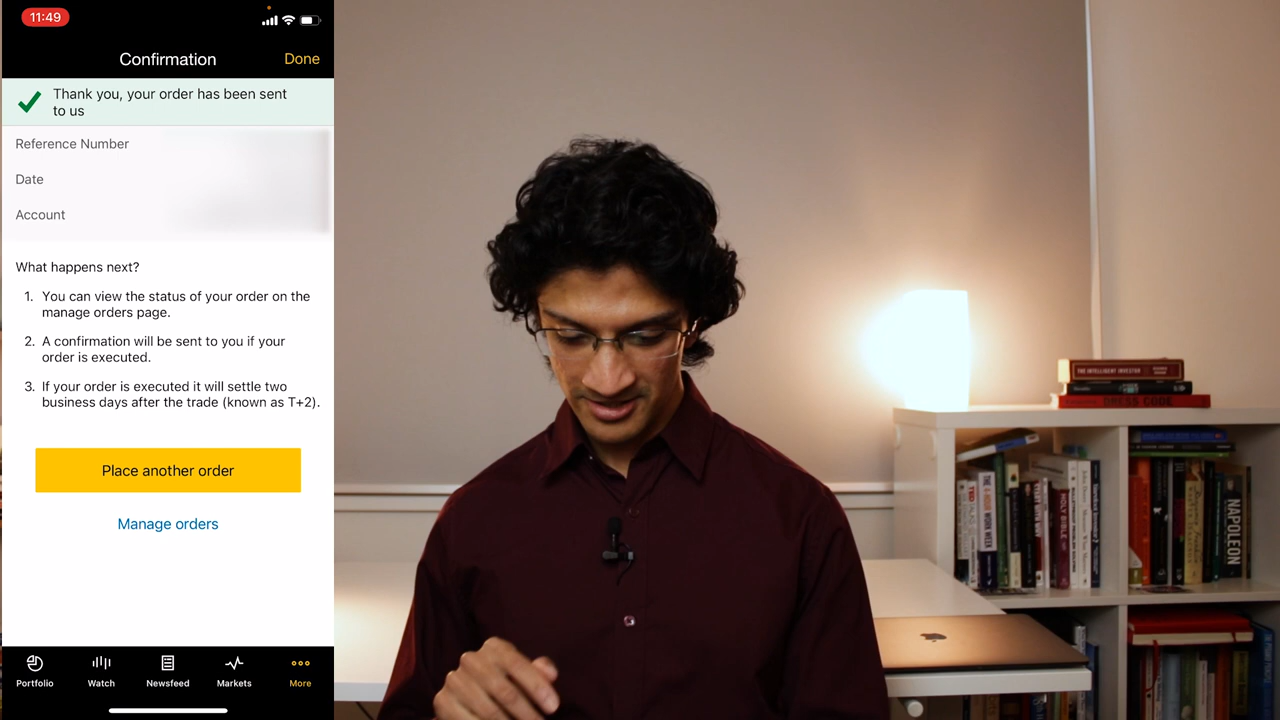 11:49
Confirmation
Done
Thank you, your order has been sent
to us
Reference Number
Date
Account
What happens next?
1. You can view the status of your order on the
manage orders page.
2. A confirmation will be sent to you if your
order is executed.
3. If your order is executed it will settle two
business days after the trade (known as T+2).
Place another order
Manage orders
Portfolio
Watch
Newsfeed
Markets
More
THE INTELLIGENT INVESTOR
DRESS CODE
TED TALKS
THE 4-HOUR WORK WEEK
HOLY BIBLE
NAPOLEON